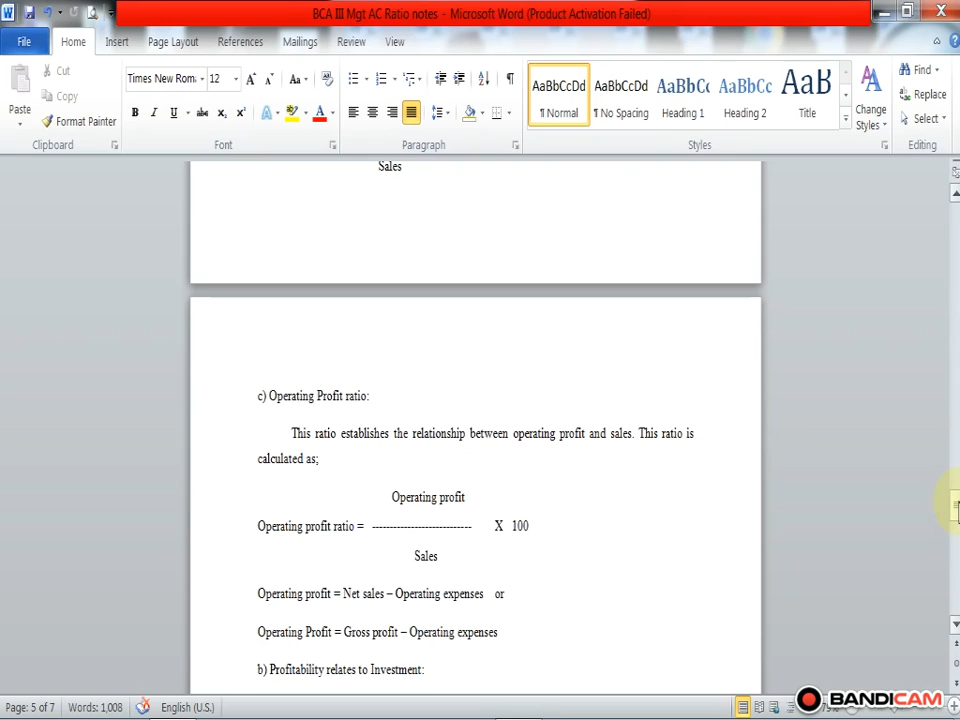 BCA III Mgt AC Ratio notes - Microsoft Word (Product Activation Failed)
File Home Insert Page Layout References Mailings Review View
Paste
Cut
Copy
Format Painter
Clipboard
Times New Rom 12 Aa
B I U abc x₂ x² A A
Font
Paragraph
AaBbCcDd AaBbCcDd AaBbCc AaBbCc AaB
¶ Normal ¶ No Spacing Heading 1 Heading 2 Title
Styles
Change Styles
Find
Replace
Select
Editing
Sales
c) Operating Profit ratio:
This ratio establishes the relationship between operating profit and sales. This ratio is
calculated as;
Operating profit
Operating profit ratio = ---------------------------- X 100
Sales
Operating profit = Net sales – Operating expenses or
Operating Profit = Gross profit – Operating expenses
b) Profitability relates to Investment:
Page: 5 of 7 Words: 1,008 English (U.S.)
BANDICAM